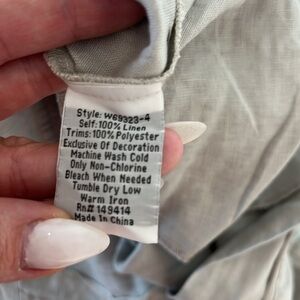 Style: W69323-4
Self:100% Linen
Trims:100% Polyester
Exclusive Of Decoration
Machine Wash Cold
Only Non-Chlorine
Bleach When Needed
Tumble Dry Low
Warm Iron
Rn# 149414
Made In China